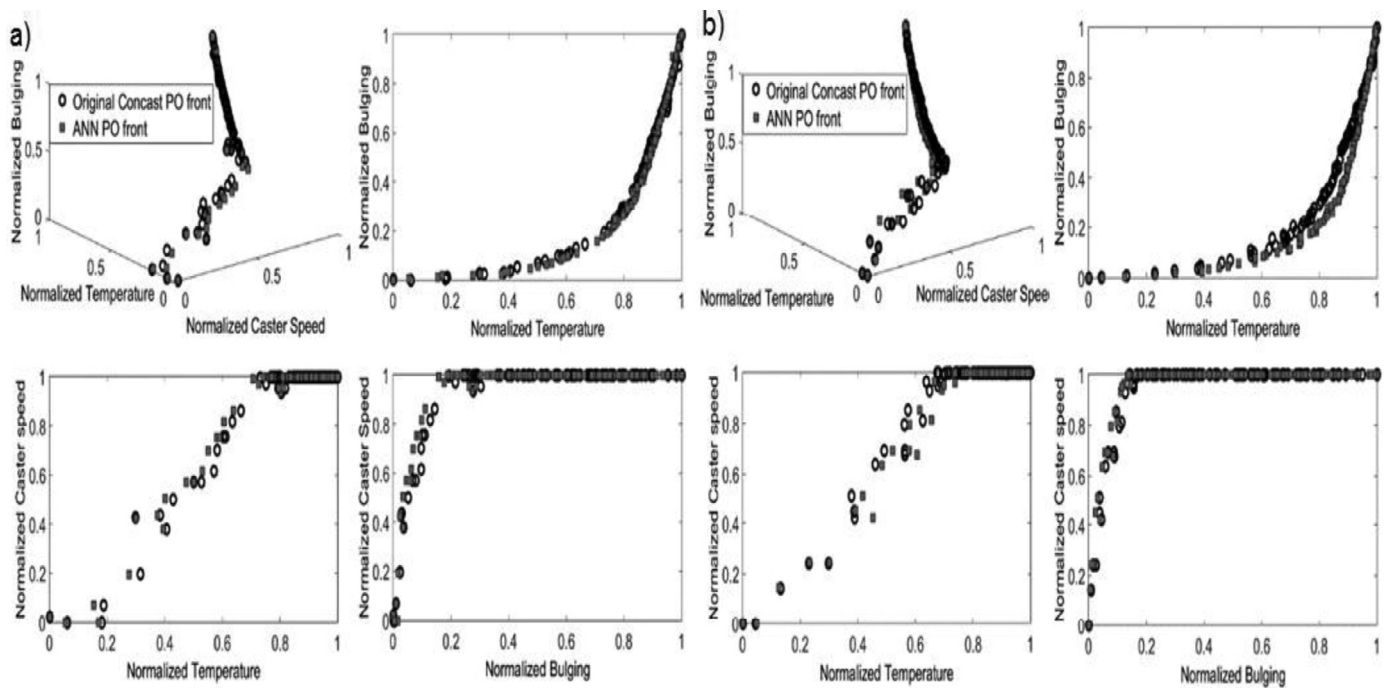 a)
Normalized Bulging
1
0.5
0
1
0.5
0
0
0.5
1
Original Concast PO front
ANN PO front
Normalized Temperature
Normalized Caster Speed
Normalized Bulging
1
0.8
0.6
0.4
0.2
0
0 0.2 0.4 0.6 0.8 1
Normalized Temperature
b)
Normalized Bulging
1
0.5
0
1
0.5
0
0
0.5
1
Original Concast PO front
ANN PO front
Normalized Temperature
Normalized Caster Speed
Normalized Bulging
1
0.8
0.6
0.4
0.2
0
0 0.2 0.4 0.6 0.8 1
Normalized Temperature
Normalized Caster speed
1
0.8
0.6
0.4
0.2
0
0 0.2 0.4 0.6 0.8 1
Normalized Temperature
Normalized Caster Speed
1
0.8
0.6
0.4
0.2
0
0 0.2 0.4 0.6 0.8 1
Normalized Bulging
Normalized Caster Speed
1
0.8
0.6
0.4
0.2
0
0 0.2 0.4 0.6 0.8 1
Normalized Temperature
Normalized Caster speed
1
0.8
0.6
0.4
0.2
0
0 0.2 0.4 0.6 0.8 1
Normalized Bulging